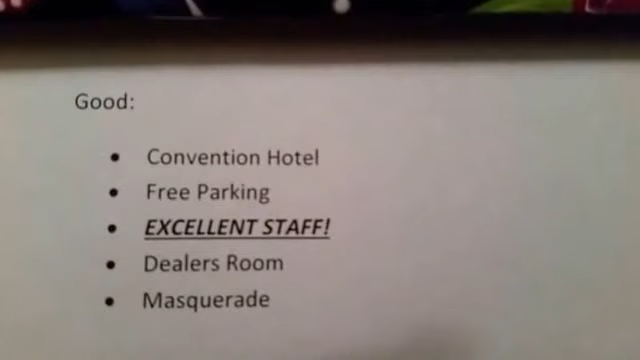 Good:
• Convention Hotel
• Free Parking
• EXCELLENT STAFF!
• Dealers Room
• Masquerade